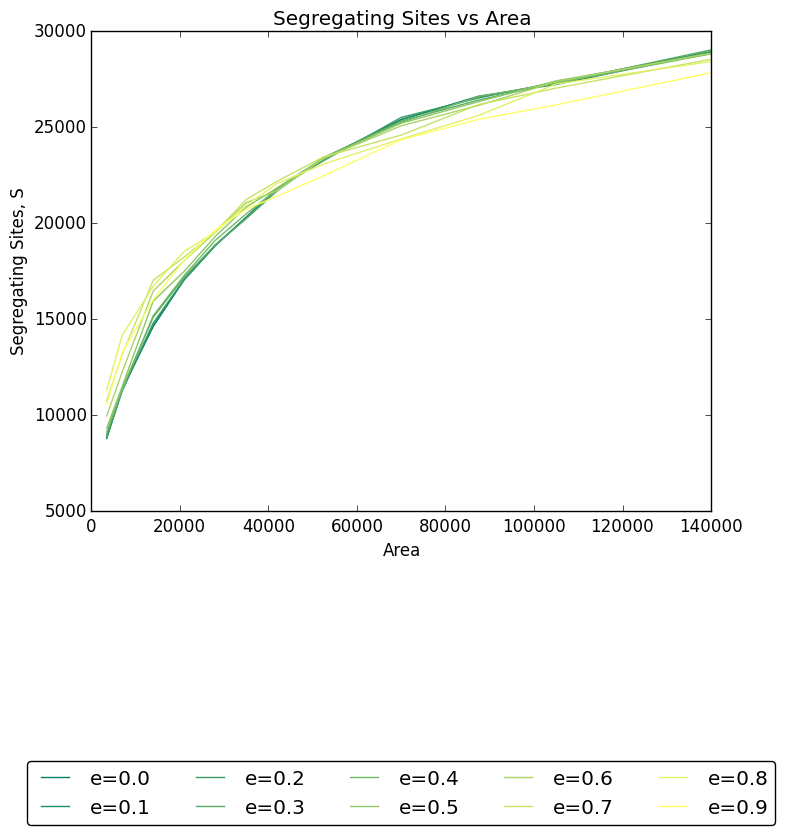 Segregating Sites vs Area
30000
25000
20000
15000
10000
5000
Segregating Sites, S
0 20000 40000 60000 80000 100000 120000 140000
Area
e=0.0 e=0.2 e=0.4 e=0.6 e=0.8
e=0.1 e=0.3 e=0.5 e=0.7 e=0.9